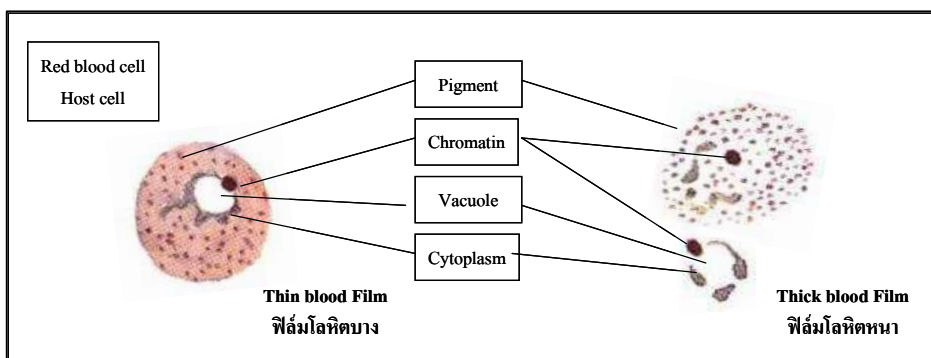 Red blood cell
Host cell
Pigment
Chromatin
Vacuole
Cytoplasm
Thin blood Film
ฟิล์มโลหิตบาง
Thick blood Film
ฟิล์มโลหิตหนา